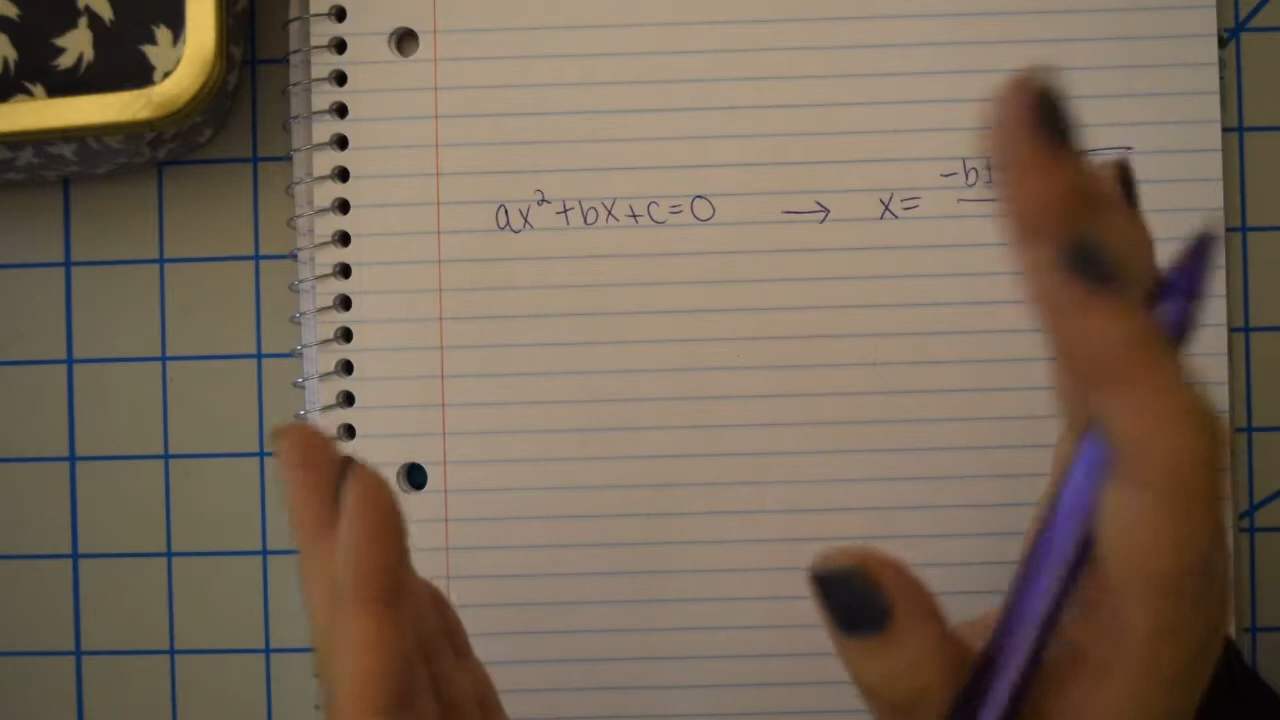 ax²+bx+c=0 → x= -b±